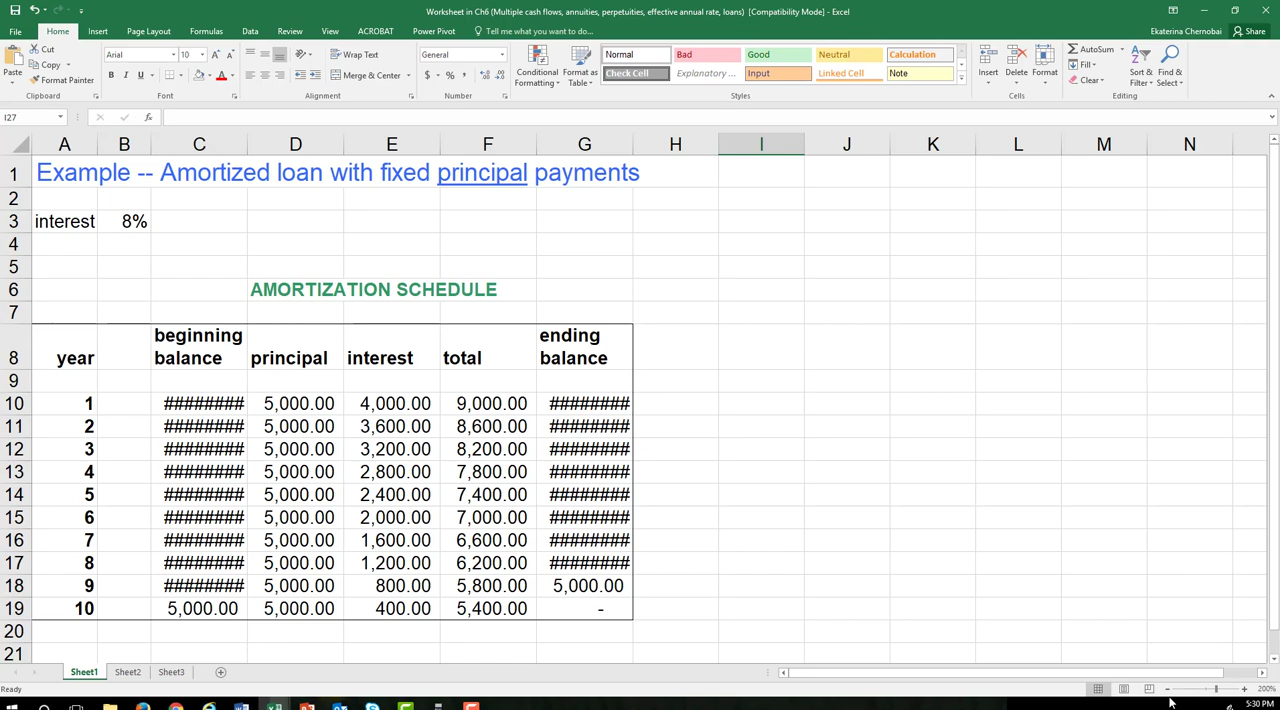 Worksheet in Ch6 (Multiple cash flows, annuities, perpetuities, effective annual rate, loans) [Compatibility Mode] - Excel
File Home Insert Page Layout Formulas Data Review View ACROBAT Power Pivot Tell me what you want to do... Ekaterina Chernobai Share
Paste
Cut
Copy
Format Painter
Clipboard
Arial 10
B I U
Font
Wrap Text
Merge & Center
Alignment
General
$ % ,
Number
Conditional Formatting
Format as Table
Normal Bad Good Neutral Calculation
Check Cell Explanatory ... Input Linked Cell Note
Styles
Insert Delete Format
Cells
AutoSum
Fill
Clear
Sort & Filter
Find & Select
Editing
I27 fx
A B C D E F G H I J K L M N
1 Example -- Amortized loan with fixed principal payments
2
3 interest 8%
4
5
6 AMORTIZATION SCHEDULE
7
8 year beginning balance principal interest total ending balance
9
10 1 ######## 5,000.00 4,000.00 9,000.00 ########
11 2 ######## 5,000.00 3,600.00 8,600.00 ########
12 3 ######## 5,000.00 3,200.00 8,200.00 ########
13 4 ######## 5,000.00 2,800.00 7,800.00 ########
14 5 ######## 5,000.00 2,400.00 7,400.00 ########
15 6 ######## 5,000.00 2,000.00 7,000.00 ########
16 7 ######## 5,000.00 1,600.00 6,600.00 ########
17 8 ######## 5,000.00 1,200.00 6,200.00 ########
18 9 ######## 5,000.00 800.00 5,800.00 5,000.00
19 10 5,000.00 5,000.00 400.00 5,400.00 -
20
21
Sheet1 Sheet2 Sheet3
Ready 200%
5:30 PM